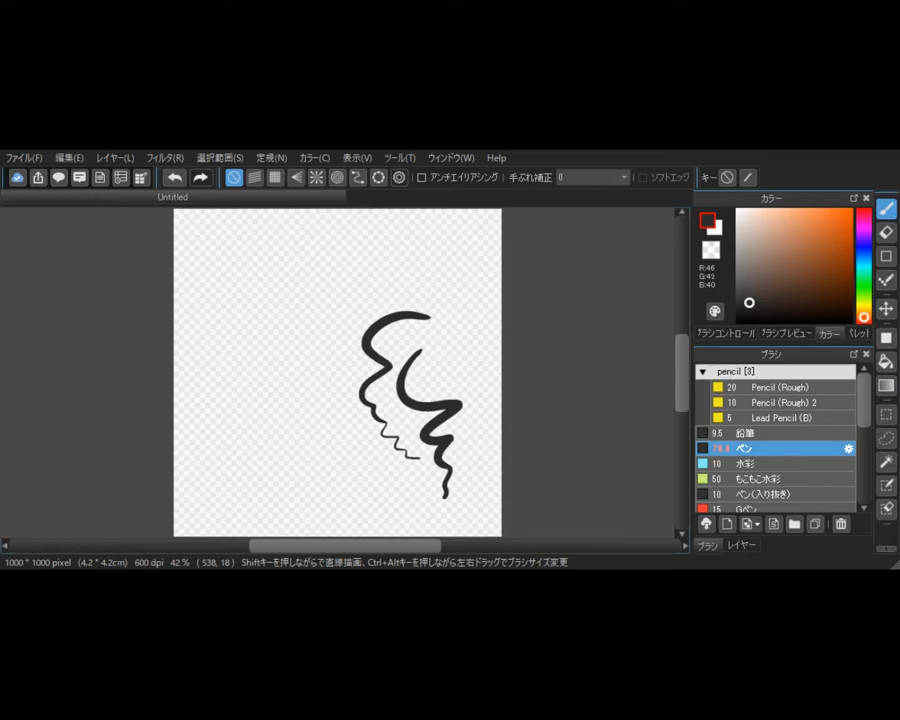 ファイル(F) 編集(E) レイヤー(L) フィルタ(R) 選択範囲(S) 定規(N) カラー(C) 表示(V) ツール(T) ウィンドウ(W) Help
アンチエイリアシング 手ぶれ補正 0 ソフトエッジ キー
Untitled
カラー
R:46
G:42
B:40
ブラシコントロール ブラシプレビュー カラー パレット
ブラシ
pencil [3]
20 Pencil (Rough)
10 Pencil (Rough) 2
5 Lead Pencil (B)
9.5 鉛筆
ペン
10 水彩
50 もこもこ水彩
10 ペン(入り抜き)
15 Gペン
ブラシ レイヤー
1000 * 1000 pixel (4.2 * 4.2cm) 600 dpi 42 % ( 538, 18 ) Shiftキーを押しながらで直線描画、Ctrl+Altキーを押しながら左右ドラッグでブラシサイズ変更